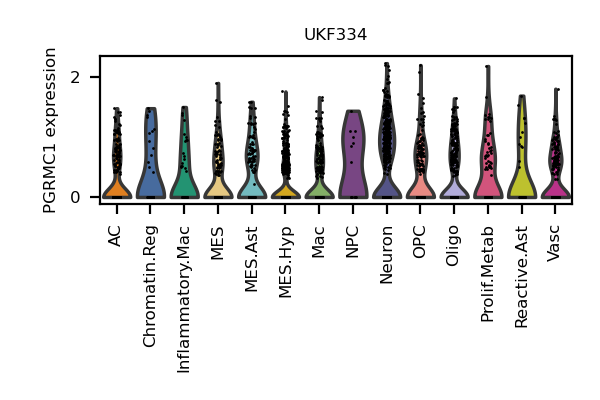 UKF334
PGRMC1 expression
2
0
AC
Chromatin.Reg
Inflammatory.Mac
MES
MES.Ast
MES.Hyp
Mac
NPC
Neuron
OPC
Oligo
Prolif.Metab
Reactive.Ast
Vasc